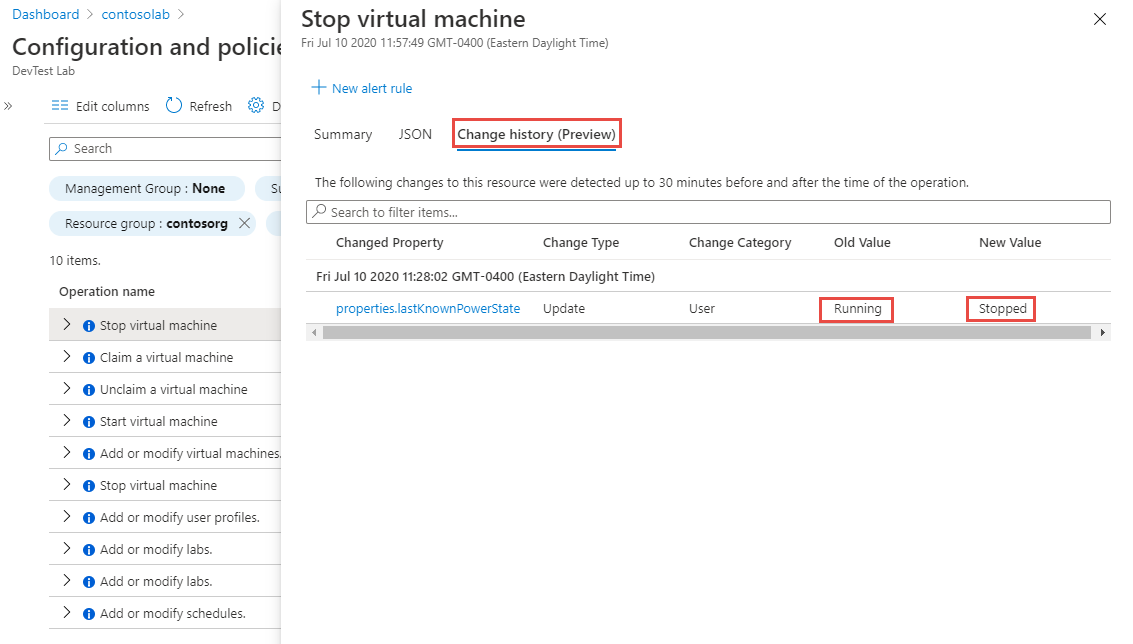 Dashboard > contosolab >
Configuration and policie
DevTest Lab
Edit columns Refresh D
Search
Management Group : None Su
Resource group : contosorg
10 items.
Operation name
Stop virtual machine
Claim a virtual machine
Unclaim a virtual machine
Start virtual machine
Add or modify virtual machines.
Stop virtual machine
Add or modify user profiles.
Add or modify labs.
Add or modify labs.
Add or modify schedules.
Stop virtual machine
Fri Jul 10 2020 11:57:49 GMT-0400 (Eastern Daylight Time)
New alert rule
Summary JSON Change history (Preview)
The following changes to this resource were detected up to 30 minutes before and after the time of the operation.
Search to filter items...
Changed Property Change Type Change Category Old Value New Value
Fri Jul 10 2020 11:28:02 GMT-0400 (Eastern Daylight Time)
properties.lastKnownPowerState Update User Running Stopped